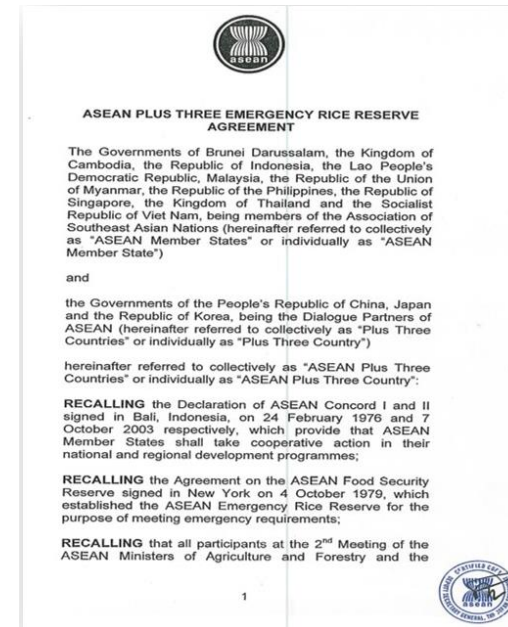 asean
ASEAN PLUS THREE EMERGENCY RICE RESERVE
AGREEMENT
The Governments of Brunei Darussalam, the Kingdom of
Cambodia, the Republic of Indonesia, the Lao People's
Democratic Republic, Malaysia, the Republic of the Union
of Myanmar, the Republic of the Philippines, the Republic of
Singapore, the Kingdom of Thailand and the Socialist
Republic of Viet Nam, being members of the Association of
Southeast Asian Nations (hereinafter referred to collectively
as "ASEAN Member States" or individually as "ASEAN
Member State")
and
the Governments of the People's Republic of China, Japan
and the Republic of Korea, being the Dialogue Partners of
ASEAN (hereinafter referred to collectively as "Plus Three
Countries" or individually as "Plus Three Country")
hereinafter referred to collectively as "ASEAN Plus Three
Countries" or individually as "ASEAN Plus Three Country":
RECALLING the Declaration of ASEAN Concord I and II
signed in Bali, Indonesia, on 24 February 1976 and 7
October 2003 respectively, which provide that ASEAN
Member States shall take cooperative action in their
national and regional development programmes;
RECALLING the Agreement on the ASEAN Food Security
Reserve signed in New York on 4 October 1979, which
established the ASEAN Emergency Rice Reserve for the
purpose of meeting emergency requirements;
RECALLING that all participants at the 2nd Meeting of the
ASEAN Ministers of Agriculture and Forestry and the
1
CERTIFIED COPY
asean